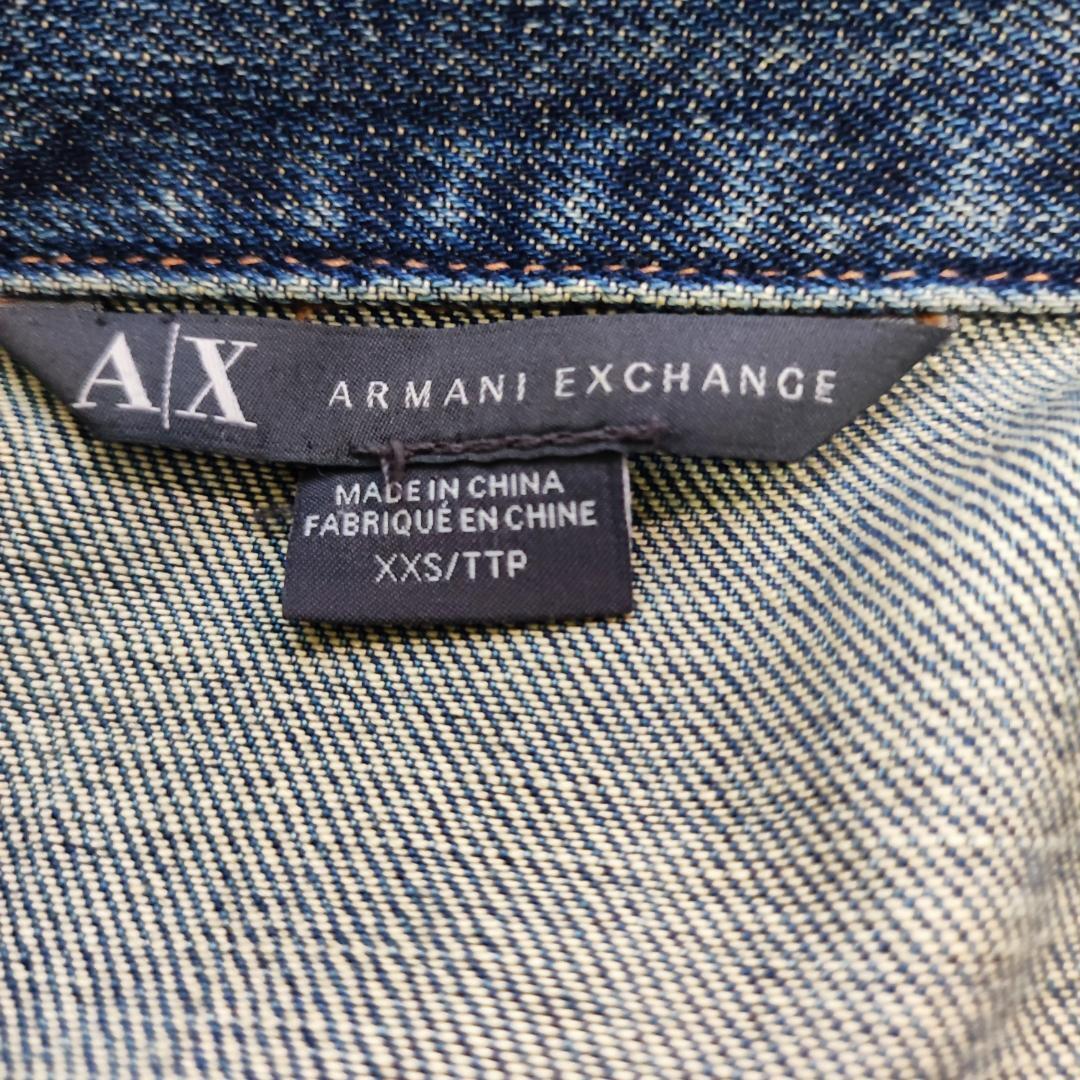 A|X ARMANI EXCHANGE
MADE IN CHINA
FABRIQUÉ EN CHINE
XXS/TTP